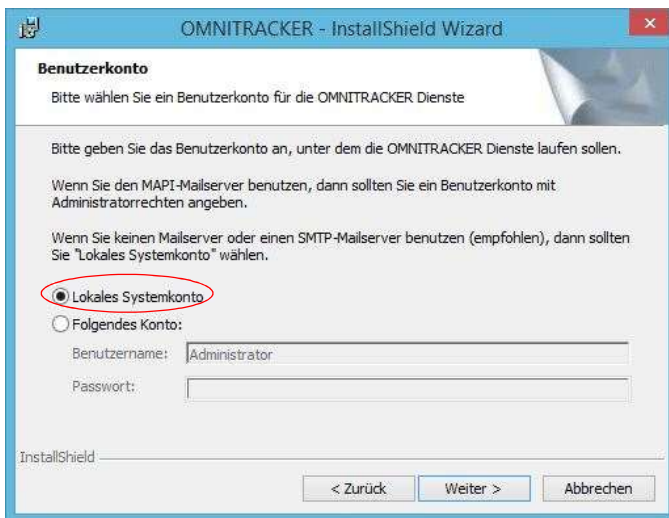 OMNITRACKER - InstallShield Wizard
Benutzerkonto
Bitte wählen Sie ein Benutzerkonto für die OMNITRACKER Dienste
Bitte geben Sie das Benutzerkonto an, unter dem die OMNITRACKER Dienste laufen sollen.
Wenn Sie den MAPI-Mailserver benutzen, dann sollten Sie ein Benutzerkonto mit
Administratorrechten angeben.
Wenn Sie keinen Mailserver oder einen SMTP-Mailserver benutzen (empfohlen), dann sollten
Sie "Lokales Systemkonto" wählen.
Lokales Systemkonto
Folgendes Konto:
Benutzername: Administrator
Passwort:
InstallShield
< Zurück Weiter > Abbrechen